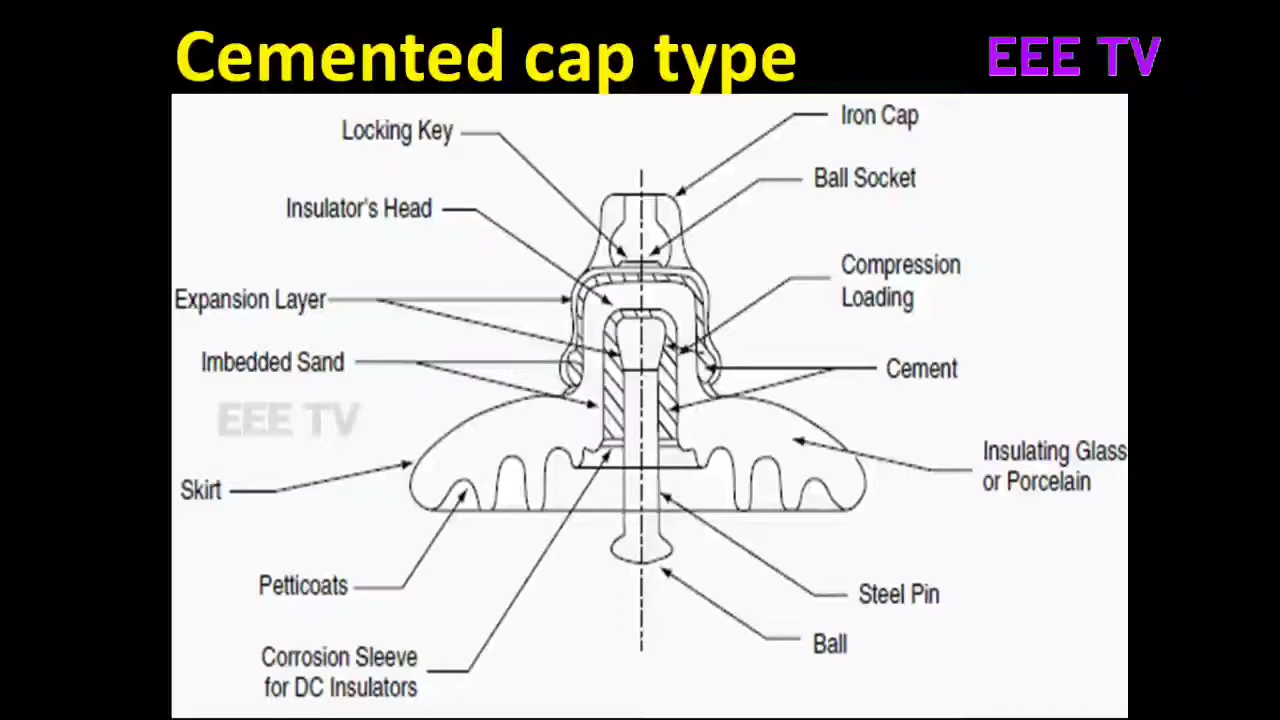 Cemented cap type
EEE TV
Locking Key
Iron Cap
Ball Socket
Insulator's Head
Compression
Loading
Expansion Layer
Imbedded Sand
Cement
EEE TV
Insulating Glass
or Porcelain
Skirt
Petticoats
Steel Pin
Ball
Corrosion Sleeve
for DC Insulators